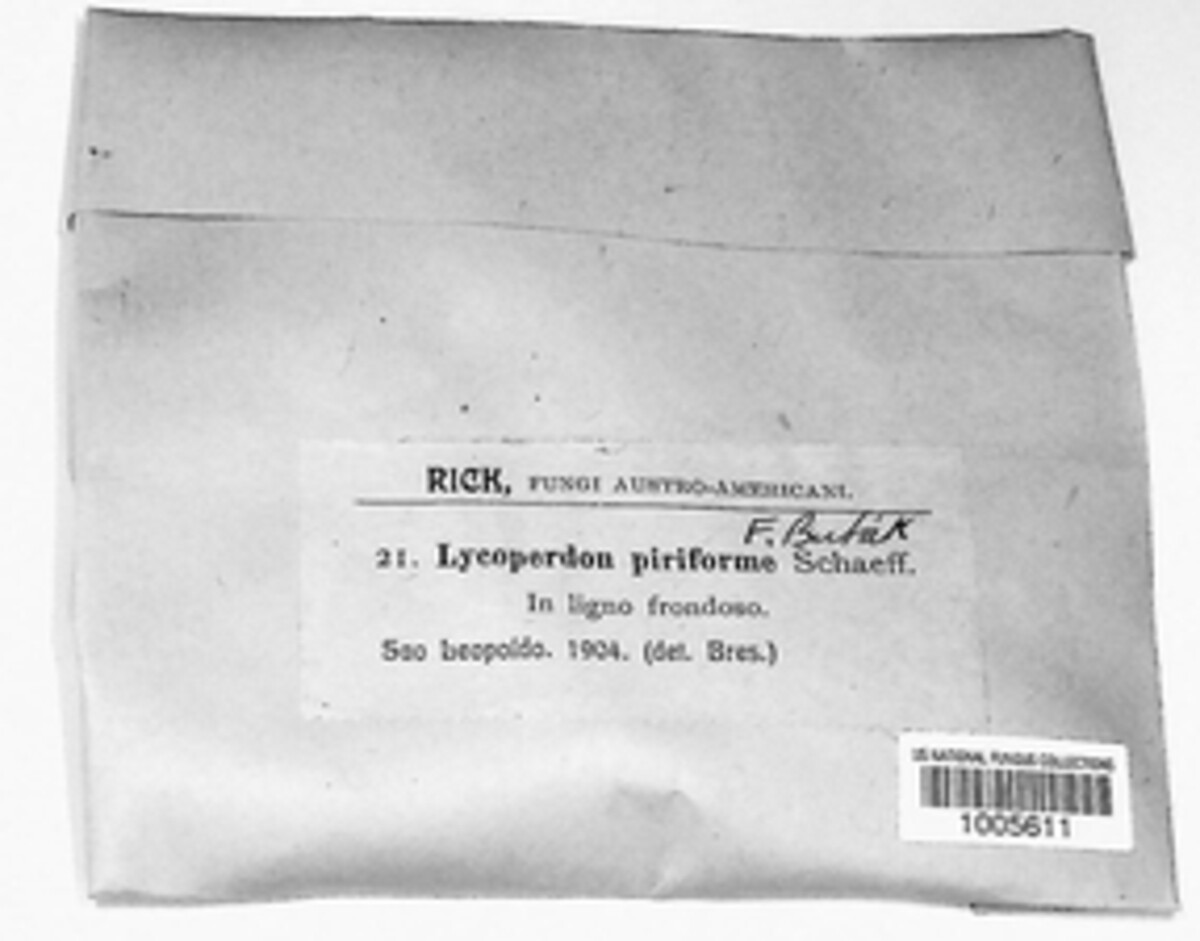 RICK, FUNGI AUSTRO-AMERICANI.
F. Bubák
21. Lycoperdon piriforme Schaeff.
In ligno frondoso.
Sao Leopoldo. 1904. (det. Bres.)
US NATIONAL FUNGUS COLLECTIONS
1005611